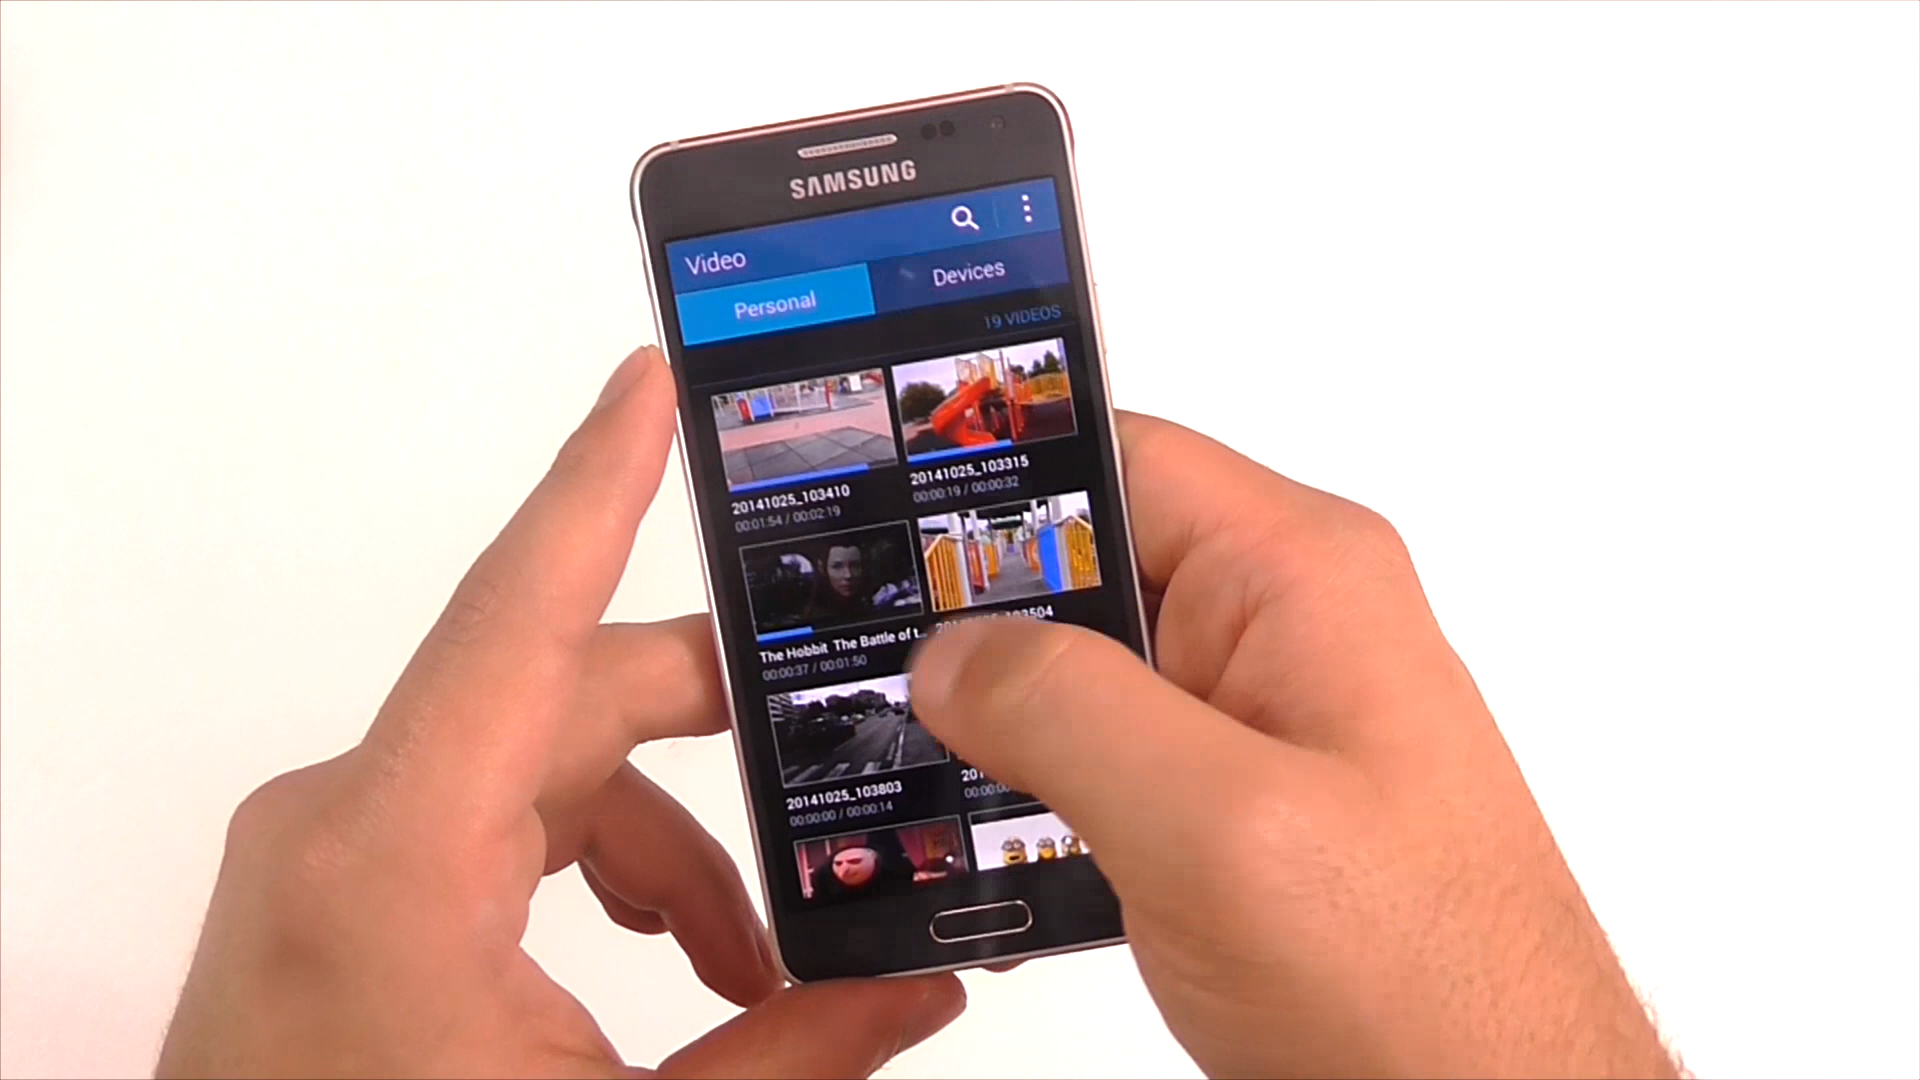 SAMSUNG
Video
Personal
Devices
19 VIDEOS
20141025_103410
00:01:54 / 00:02:19
20141025_103315
00:00:19 / 00:00:32
The Hobbit The Battle of t...
00:00:37 / 00:01:50
20141025_103803
00:00:00 / 00:00:14